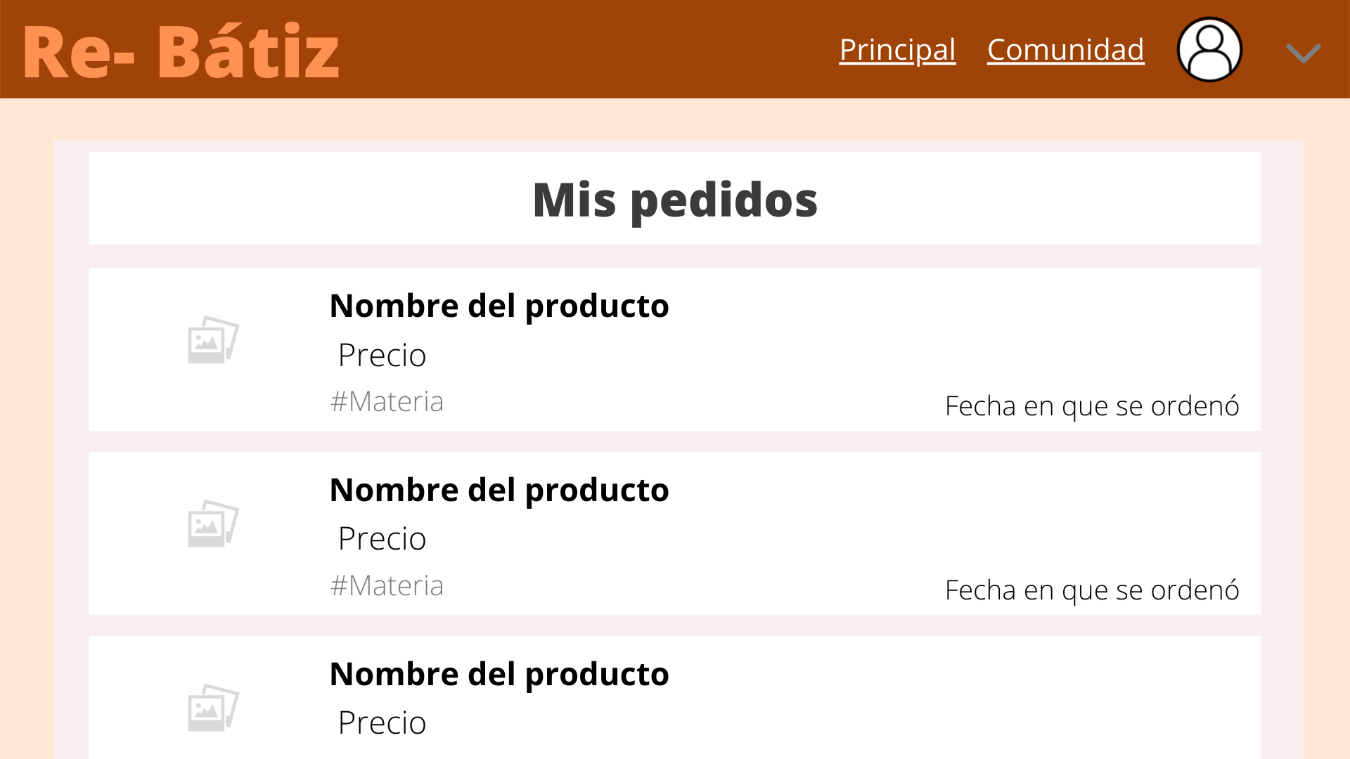 Re- Bátiz
Principal Comunidad
Mis pedidos
Nombre del producto
Precio
#Materia
Fecha en que se ordenó
Nombre del producto
Precio
#Materia
Fecha en que se ordenó
Nombre del producto
Precio